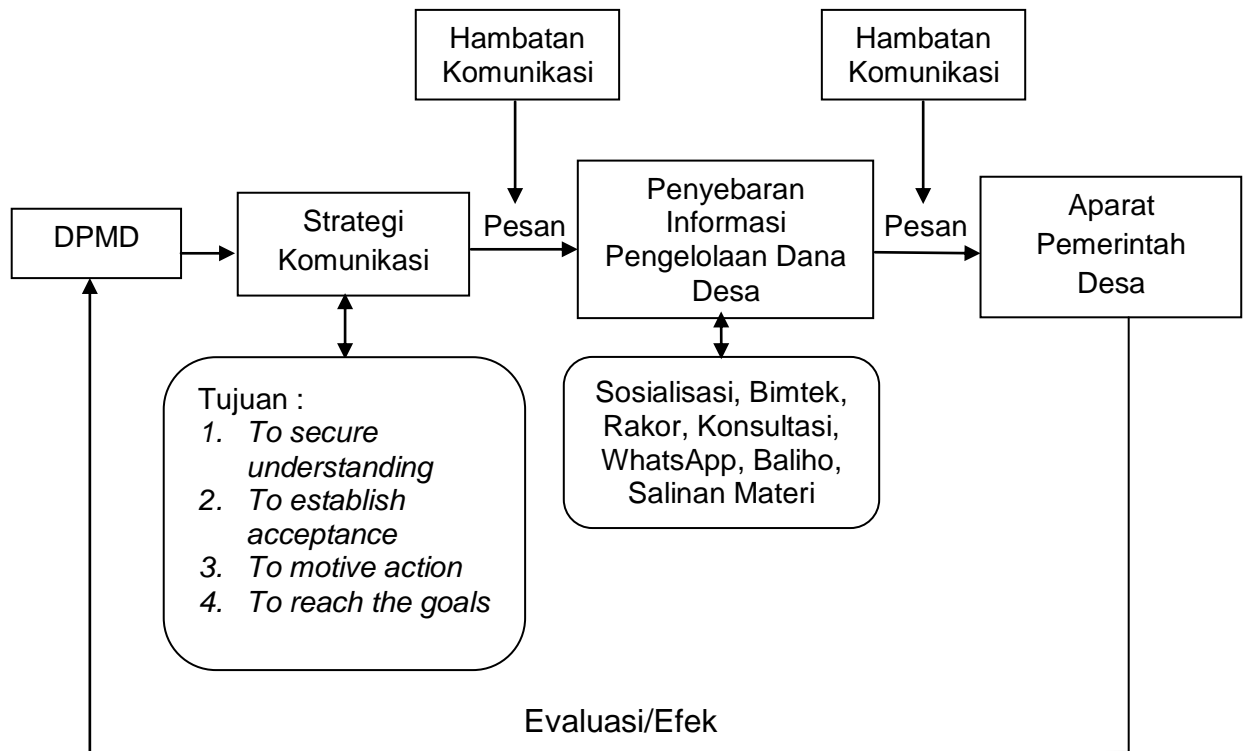 Hambatan
Komunikasi
Hambatan
Komunikasi
DPMD
Strategi
Komunikasi
Pesan
Penyebaran
Informasi
Pengelolaan Dana
Desa
Pesan
Aparat
Pemerintah
Desa
Tujuan :
1. To secure
understanding
2. To establish
acceptance
3. To motive action
4. To reach the goals
Sosialisasi, Bimtek,
Rakor, Konsultasi,
WhatsApp, Baliho,
Salinan Materi
Evaluasi/Efek